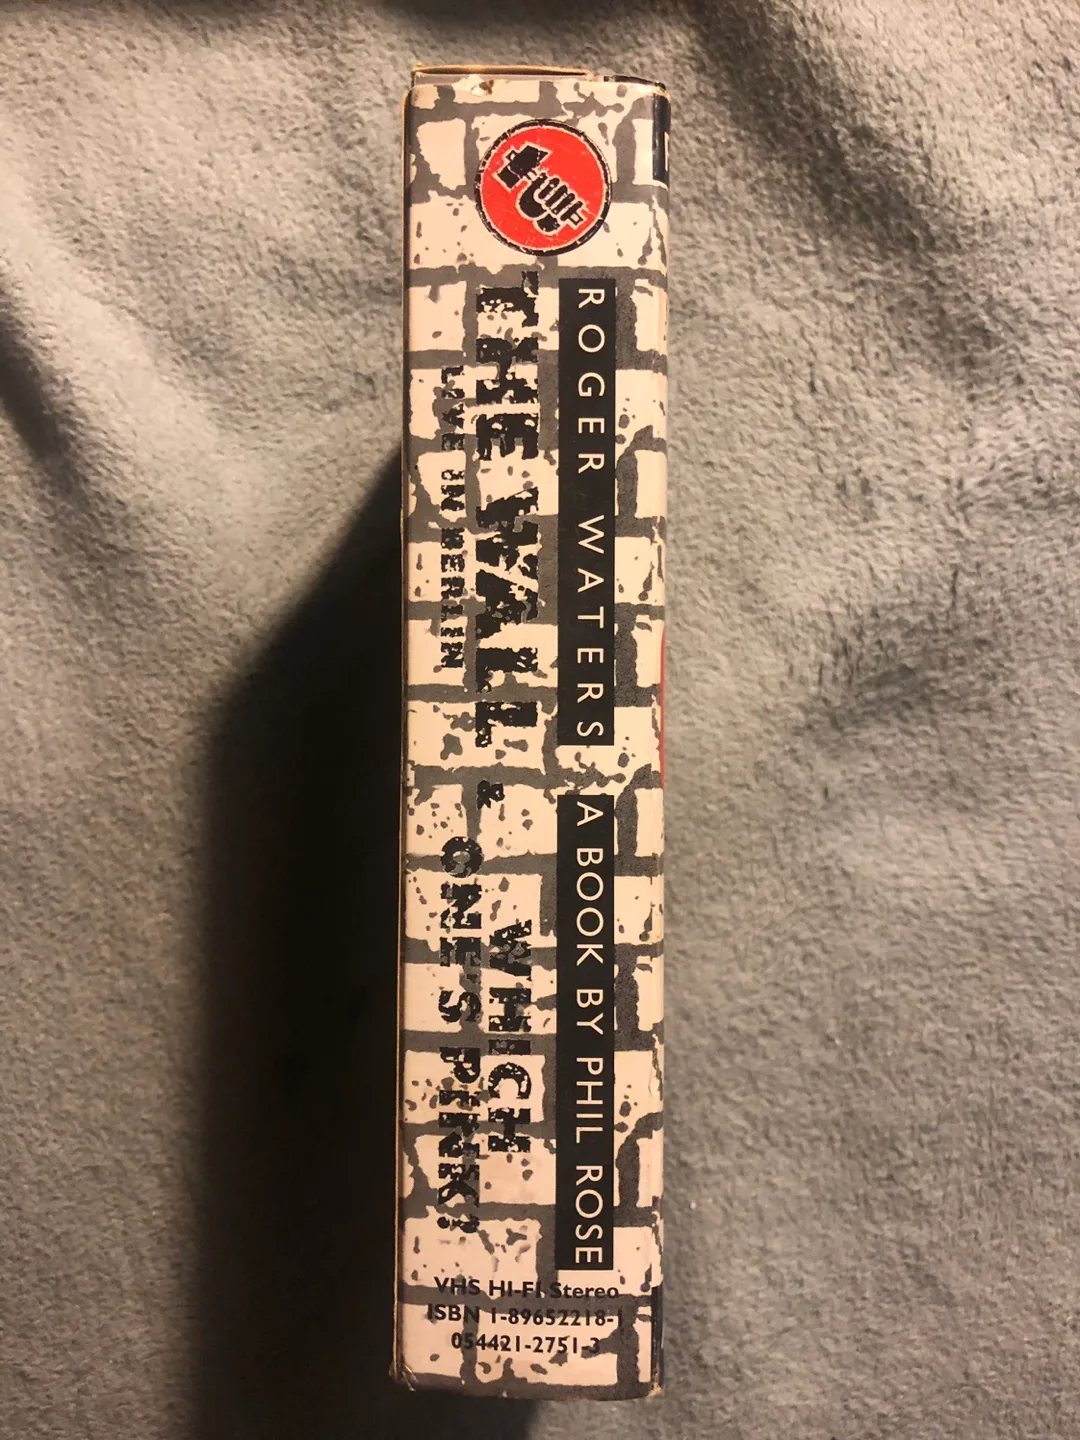 ROGER WATERS
THE WALL
LIVE IN BERLIN
&
A BOOK BY PHIL ROSE
WHICH
ONE'S PINK?
VHS HI-FI Stereo
ISBN 1-89652218-1
054421-2751-3